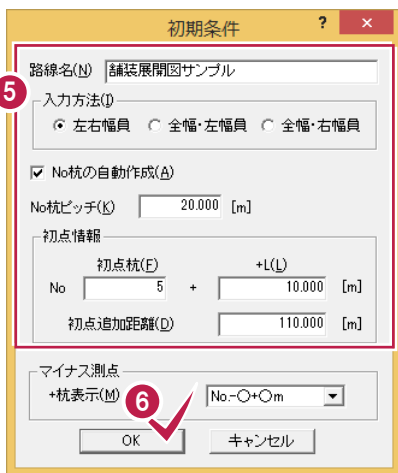 初期条件 ? ×
5
路線名(N) 舗装展開図サンプル
入力方法(I)
左右幅員 全幅・左幅員 全幅・右幅員
No杭の自動作成(A)
No杭ピッチ(K) 20.000 [m]
初点情報
初点杭(F) +L(L)
No 5 + 10.000 [m]
初点追加距離(D) 110.000 [m]
マイナス測点
+杭表示(M) No.-○+○m
6
OK キャンセル